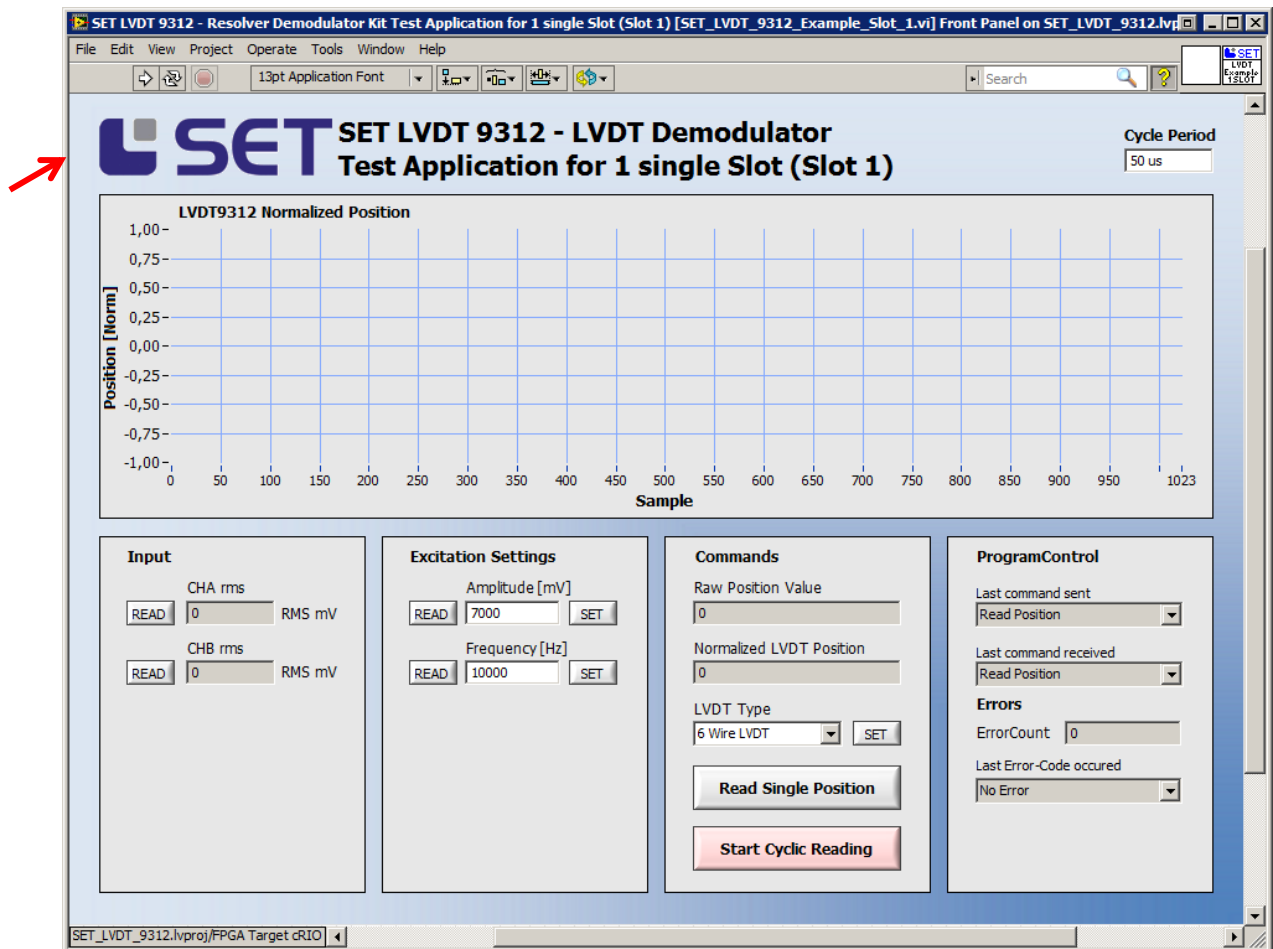 SET LVDT 9312 - Resolver Demodulator Kit Test Application for 1 single Slot (Slot 1) [SET_LVDT_9312_Example_Slot_1.vi] Front Panel on SET_LVDT_9312.lvp
File Edit View Project Operate Tools Window Help
13pt Application Font
Search
SET
LVDT
Example
1SLOT
SET
SET LVDT 9312 - LVDT Demodulator
Test Application for 1 single Slot (Slot 1)
Cycle Period
50 us
LVDT9312 Normalized Position
Position [Norm]
1,00
0,75
0,50
0,25
0,00
-0,25
-0,50
-0,75
-1,00
0 50 100 150 200 250 300 350 400 450 500 550 600 650 700 750 800 850 900 950 1023
Sample
Input
CHA rms
READ 0 RMS mV
CHB rms
READ 0 RMS mV
Excitation Settings
Amplitude [mV]
READ 7000 SET
Frequency [Hz]
READ 10000 SET
Commands
Raw Position Value
0
Normalized LVDT Position
0
LVDT Type
6 Wire LVDT SET
Read Single Position
Start Cyclic Reading
ProgramControl
Last command sent
Read Position
Last command received
Read Position
Errors
ErrorCount 0
Last Error-Code occured
No Error
SET_LVDT_9312.lvproj/FPGA Target cRIO